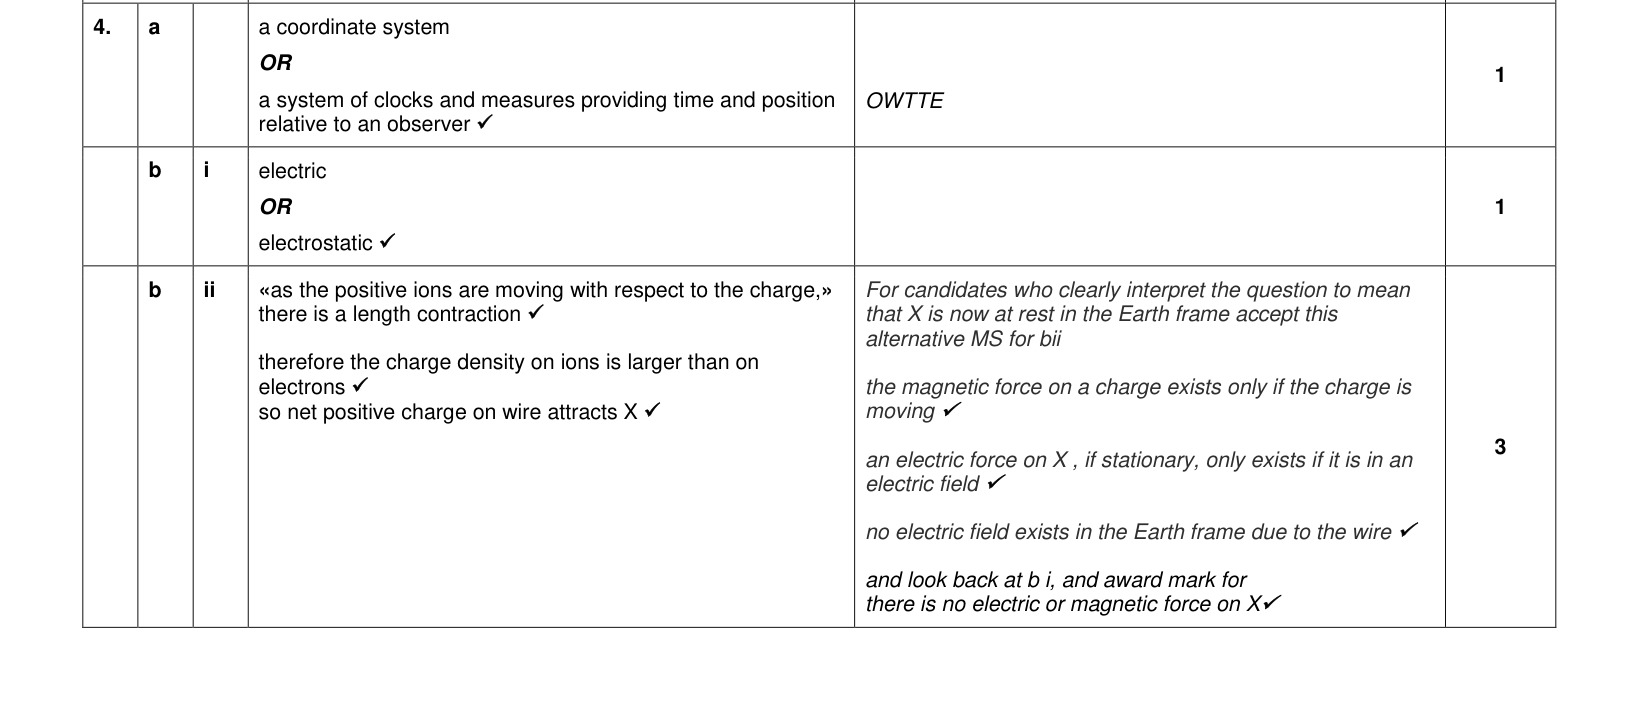 4. a a coordinate system
OR
a system of clocks and measures providing time and position
relative to an observer ✓
OWTTE
1
b i electric
OR
electrostatic ✓
1
b ii «as the positive ions are moving with respect to the charge,»
there is a length contraction ✓
therefore the charge density on ions is larger than on
electrons ✓
so net positive charge on wire attracts X ✓
For candidates who clearly interpret the question to mean
that X is now at rest in the Earth frame accept this
alternative MS for bii
the magnetic force on a charge exists only if the charge is
moving ✓
an electric force on X , if stationary, only exists if it is in an
electric field ✓
no electric field exists in the Earth frame due to the wire ✓
and look back at b i, and award mark for
there is no electric or magnetic force on X✓
3